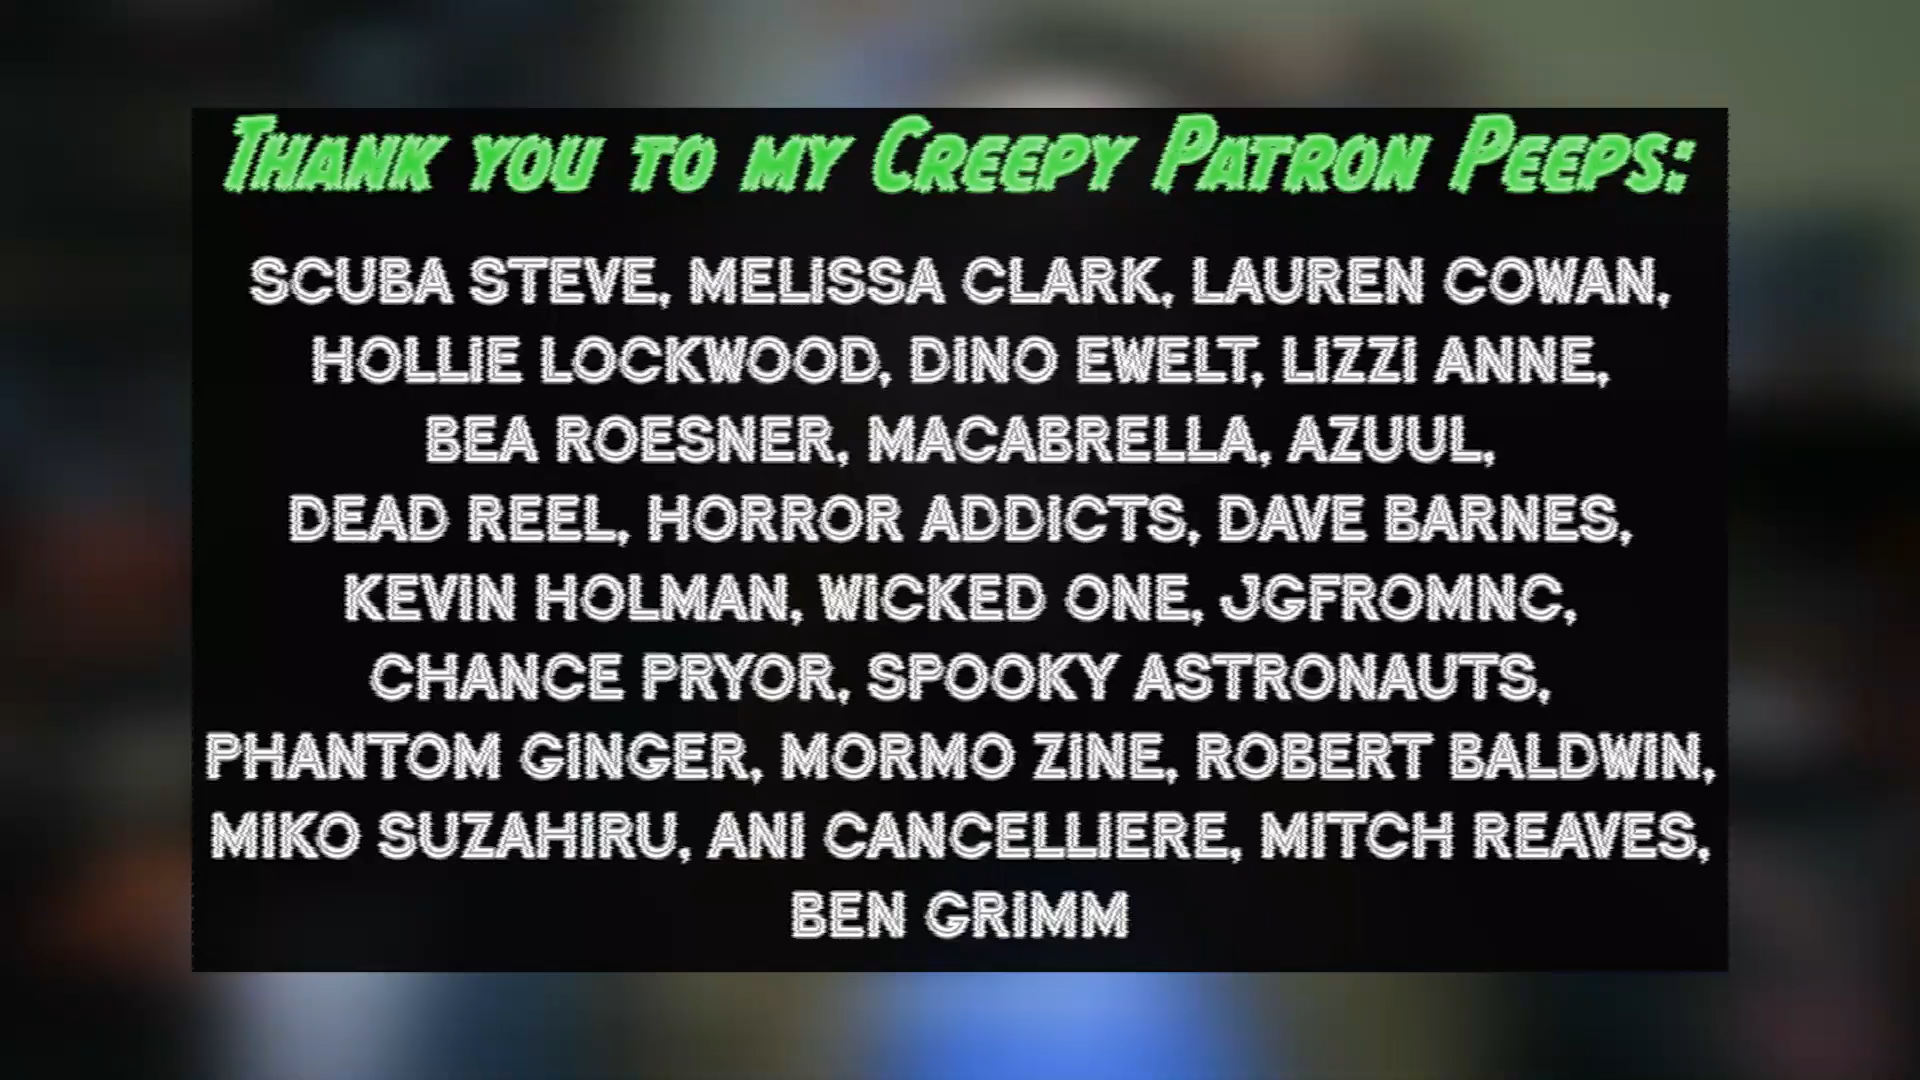 THANK YOU TO MY CREEPY PATRON PEEPS:
SCUBA STEVE, MELISSA CLARK, LAUREN COWAN,
HOLLIE LOCKWOOD, DINO EWELT, LIZZI ANNE,
BEA ROESNER, MACABRELLA, AZUUL,
DEAD REEL, HORROR ADDICTS, DAVE BARNES,
KEVIN HOLMAN, WICKED ONE, JGFROMNC,
CHANCE PRYOR, SPOOKY ASTRONAUTS,
PHANTOM GINGER, MORMO ZINE, ROBERT BALDWIN,
MIKO SUZAHIRU, ANI CANCELLIERE, MITCH REAVES,
BEN GRIMM